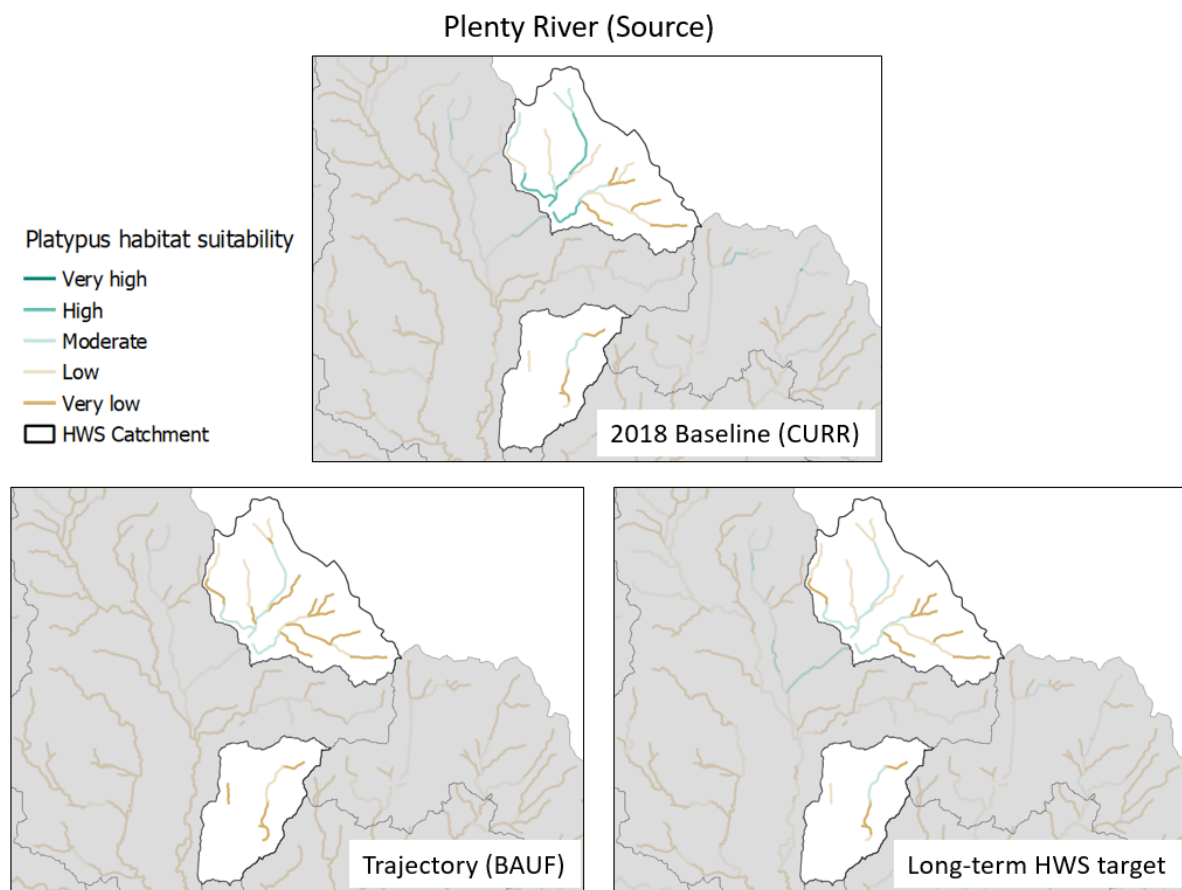 Plenty River (Source)
Platypus habitat suitability
Very high
High
Moderate
Low
Very low
HWS Catchment
2018 Baseline (CURR)
Trajectory (BAUF)
Long-term HWS target